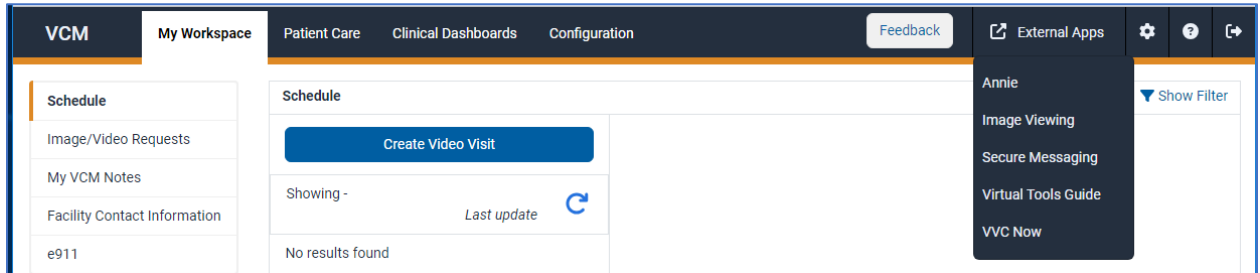 VCM
My Workspace
Patient Care
Clinical Dashboards
Configuration
Feedback
External Apps
Annie
Image Viewing
Secure Messaging
Virtual Tools Guide
VVC Now
Schedule
Image/Video Requests
My VCM Notes
Facility Contact Information
e911
Schedule
Show Filter
Create Video Visit
Showing -
Last update
No results found